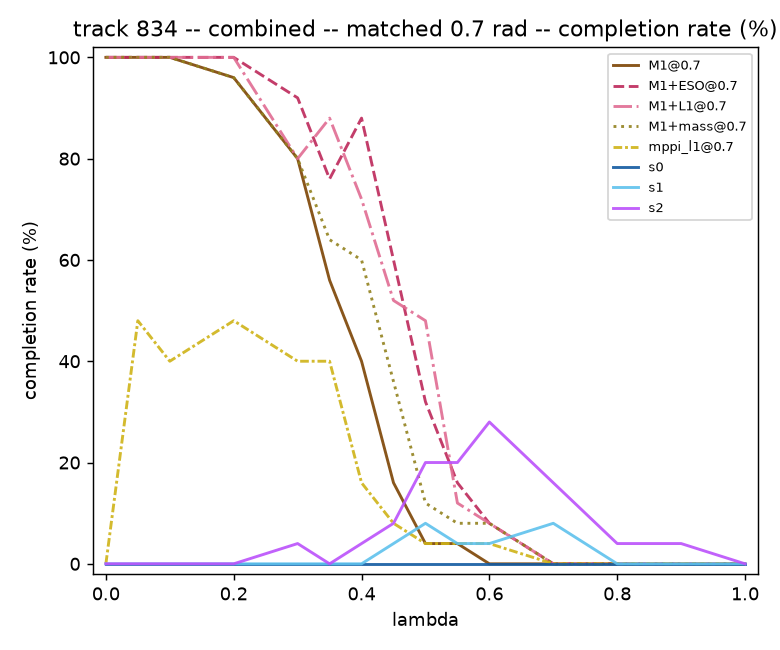 track 834 -- combined -- matched 0.7 rad -- completion rate (%)
completion rate (%)
100
80
60
40
20
0
0.0 0.2 0.4 0.6 0.8 1.0
lambda
M1@0.7
M1+ESO@0.7
M1+L1@0.7
M1+mass@0.7
mppi_l1@0.7
s0
s1
s2